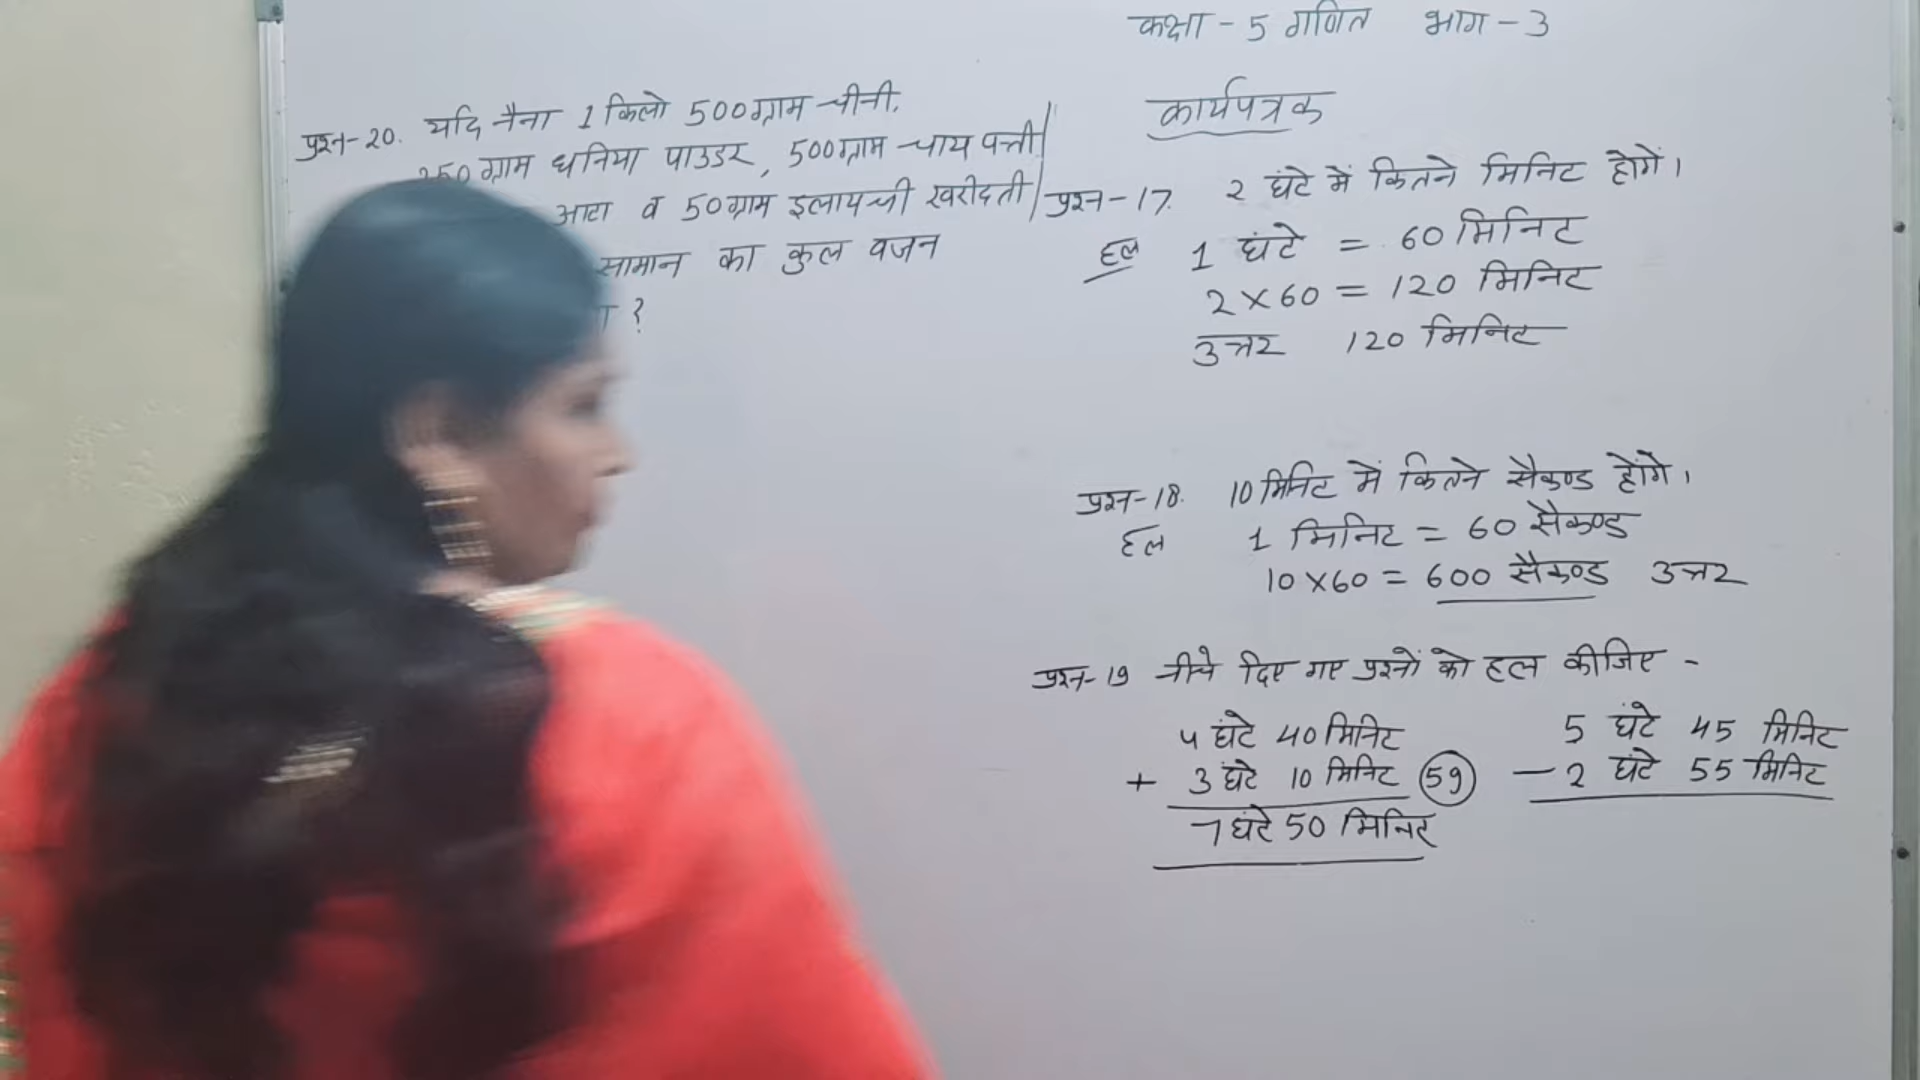 कक्षा - 5 गणित भाग - 3
प्रश्न-20. यदि नैना 1 किलो 500 ग्राम चीनी,
250 ग्राम धनिया पाउडर, 500 ग्राम चाय पत्ती
आटा व 50 ग्राम इलायची खरीदती
सामान का कुल वजन
?
कार्यपत्रक
प्रश्न-17. 2 घंटे में कितने मिनिट होगें।
हल 1 घंटे = 60 मिनिट
2 × 60 = 120 मिनिट
उत्तर 120 मिनिट
प्रश्न-18. 10 मिनिट में कितने सैकण्ड होंगे।
हल 1 मिनिट = 60 सैकण्ड
10 × 60 = 600 सैकण्ड उत्तर
प्रश्न-19 नीचे दिए गए प्रश्नों को हल कीजिए -
4 घंटे 40 मिनिट
+ 3 घंटे 10 मिनिट 59
7 घंटे 50 मिनिट
5 घंटे 45 मिनिट
- 2 घंटे 55 मिनिट